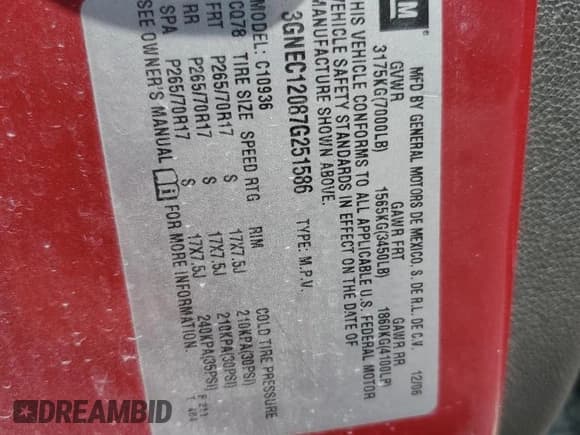 GM
MFD BY GENERAL MOTORS DE MEXICO, S. DE R.L. DE C.V. 12/06
GVWR GAWR FRT GAWR RR
3175KG(7000LB) 1565KG(3450LB) 1860KG(4100LB)
THIS VEHICLE CONFORMS TO ALL APPLICABLE U.S. FEDERAL MOTOR
VEHICLE SAFETY STANDARDS IN EFFECT ON THE DATE OF
MANUFACTURE SHOWN ABOVE.
3GNEC12087G251586 TYPE: M.P.V.
MODEL: C10936
CQ78 TIRE SIZE SPEED RTG RIM COLD TIRE PRESSURE
FRT P265/70R17 S 17X7.5J 210KPA(30PSI)
RR P265/70R17 S 17X7.5J 210KPA(30PSI)
SPA P265/70R17 S 17X7.5J 240KPA(35PSI)
SEE OWNER'S MANUAL FOR MORE INFORMATION.
DREAMBID